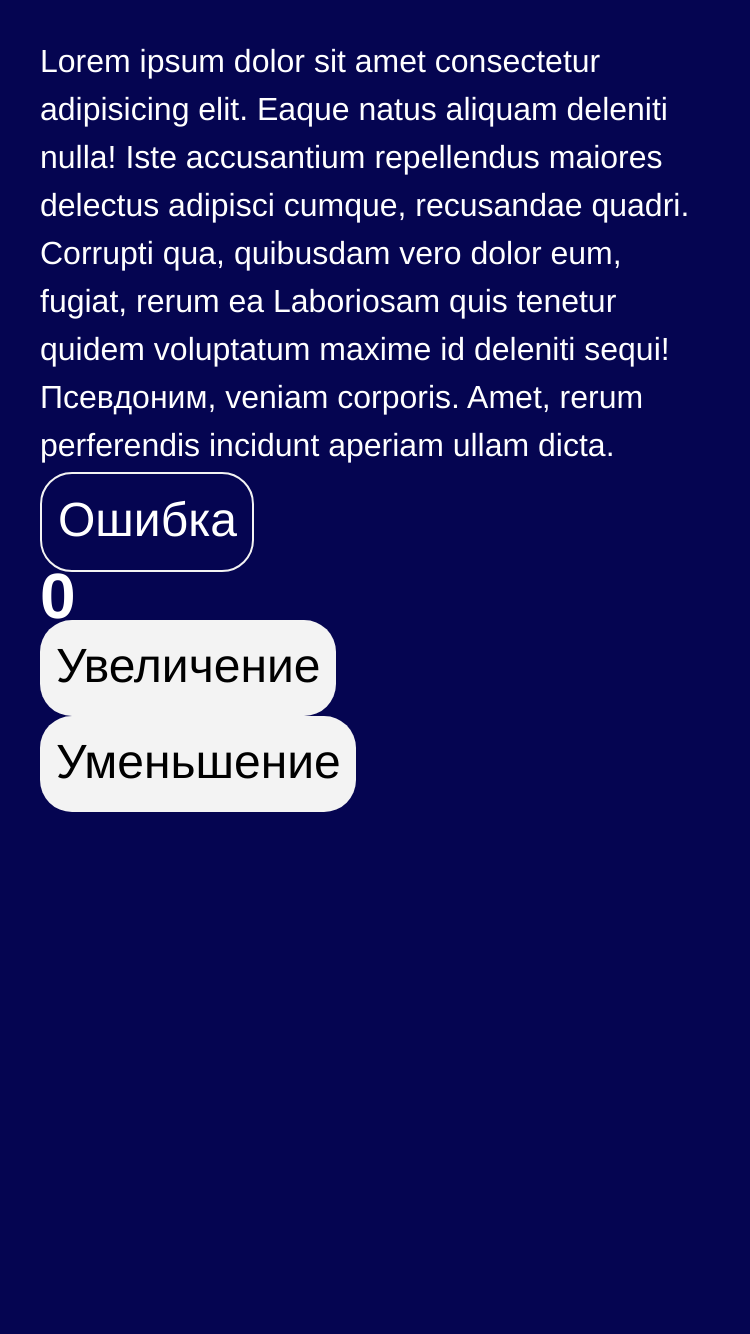 Lorem ipsum dolor sit amet consectetur
adipisicing elit. Eaque natus aliquam deleniti
nulla! Iste accusantium repellendus maiores
delectus adipisci cumque, recusandae quadri.
Corrupti qua, quibusdam vero dolor eum,
fugiat, rerum ea Laboriosam quis tenetur
quidem voluptatum maxime id deleniti sequi!
Псевдоним, veniam corporis. Amet, rerum
perferendis incidunt aperiam ullam dicta.
Ошибка
0
Увеличение
Уменьшение